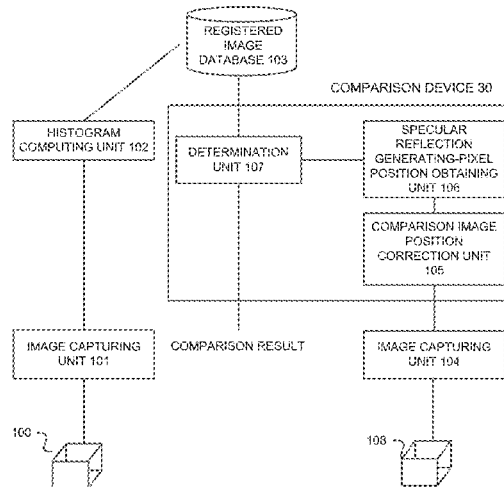 REGISTERED
IMAGE
DATABASE 103
COMPARISON DEVICE 30
HISTOGRAM
COMPUTING UNIT 102
DETERMINATION
UNIT 107
SPECULAR
REFLECTION
GENERATING-PIXEL
POSITION OBTAINING
UNIT 106
COMPARISON IMAGE
POSITION
CORRECTION UNIT
105
IMAGE CAPTURING
UNIT 101
COMPARISON RESULT
IMAGE CAPTURING
UNIT 104
100
108